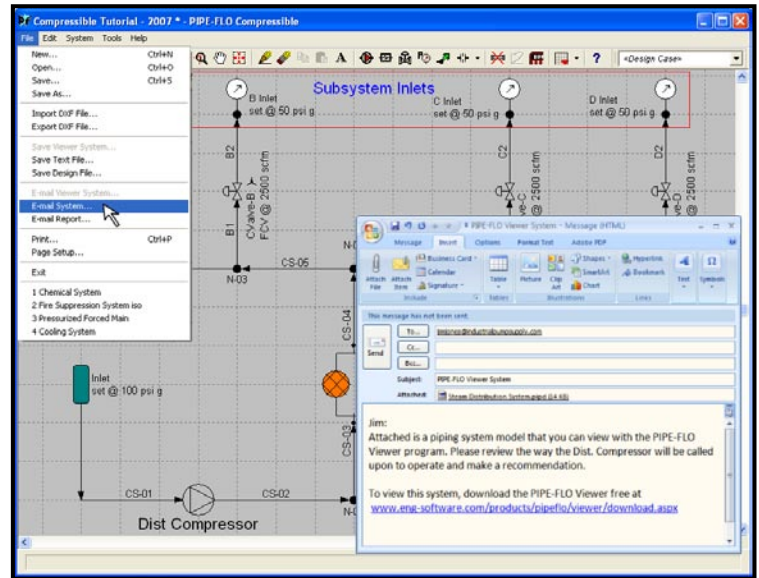 Compressible Tutorial - 2007 * - PIPE-FLO Compressible
File Edit System Tools Help
<Design Case>
New... Ctrl+N
Open... Ctrl+O
Save... Ctrl+S
Save As...
Import DXF File...
Export DXF File...
Save Viewer System...
Save Text File...
Save Design File...
E-mail Viewer System...
E-mail System...
E-mail Report...
Print... Ctrl+P
Page Setup...
Exit
1 Chemical System
2 Fire Suppression System iso
3 Pressurized Forced Main
4 Cooling System
Subsystem Inlets
B Inlet
set @ 50 psi g
C Inlet
set @ 50 psi g
D Inlet
set @ 50 psi g
B2
C2
D2
B1
CValve-B
FCV @ 2500 scfm
ve-C
@ 2500 scfm
ve-D
@ 2500 scfm
N-03
CS-05
CS-04
CS-03
Inlet
set @ 100 psi g
CS-01
CS-02
Dist Compressor
PIPE-FLO Viewer System - Message (HTML)
Message Insert Options Format Text Adobe PDF
Attach File
Attach Item
Business Card
Calendar
Signature
Table
Picture
Clip Art
Shapes
SmartArt
Chart
Hyperlink
Bookmark
Text
Symbols
Include
Tables
Illustrations
Links
This message has not been sent.
Send
To...
Cc...
Bcc...
Subject: PIPE-FLO Viewer System
Attached: Steam Distribution System.pipd (14 KB)
Jim:
Attached is a piping system model that you can view with the PIPE-FLO
Viewer program. Please review the way the Dist. Compressor will be called
upon to operate and make a recommendation.
To view this system, download the PIPE-FLO Viewer free at
www.eng-software.com/products/pipeflo/viewer/download.aspx